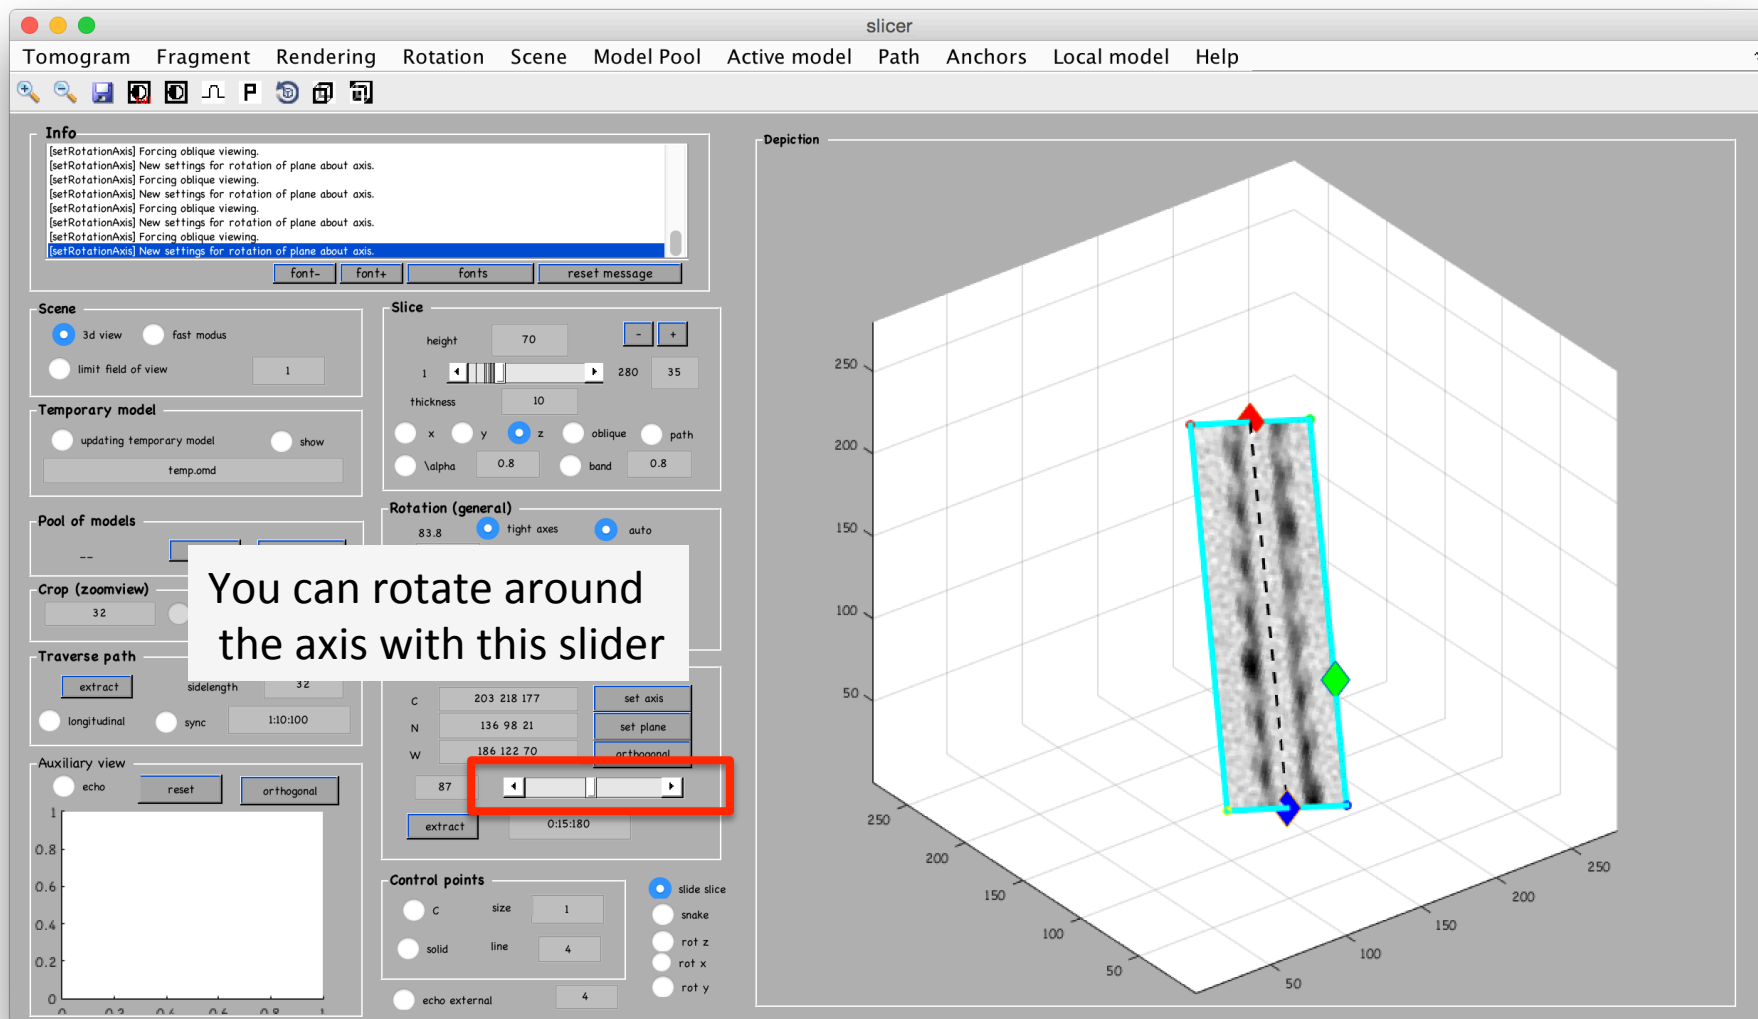 slicer
Tomogram Fragment Rendering Rotation Scene Model Pool Active model Path Anchors Local model Help
P
Info
[setRotationAxis] Forcing oblique viewing.
[setRotationAxis] New settings for rotation of plane about axis.
[setRotationAxis] Forcing oblique viewing.
[setRotationAxis] New settings for rotation of plane about axis.
[setRotationAxis] Forcing oblique viewing.
[setRotationAxis] New settings for rotation of plane about axis.
[setRotationAxis] Forcing oblique viewing.
[setRotationAxis] New settings for rotation of plane about axis.
font- font+ fonts reset message
Scene
3d view fast modus
limit field of view 1
Temporary model
updating temporary model show
temp.omd
Pool of models
--
Crop (zoomview)
32
Traverse path
extract sidelength 32
longitudinal sync 1:10:100
Auxiliary view
echo reset orthogonal
1
0.8
0.6
0.4
0.2
0
0 0.2 0.4 0.6 0.8 1
Slice
height 70 - +
1 280 35
thickness 10
x y z oblique path
\alpha 0.8 band 0.8
Rotation (general)
83.8 tight axes auto
You can rotate around
the axis with this slider
C 203 218 177 set axis
N 136 98 21 set plane
W 186 122 70 orthogonal
87
extract 0:15:180
Control points
C size 1
solid line 4
echo external 4
slide slice
snake
rot z
rot x
rot y
Depiction
250
200
150
100
50
250
200
150
100
50
50
100
150
200
250